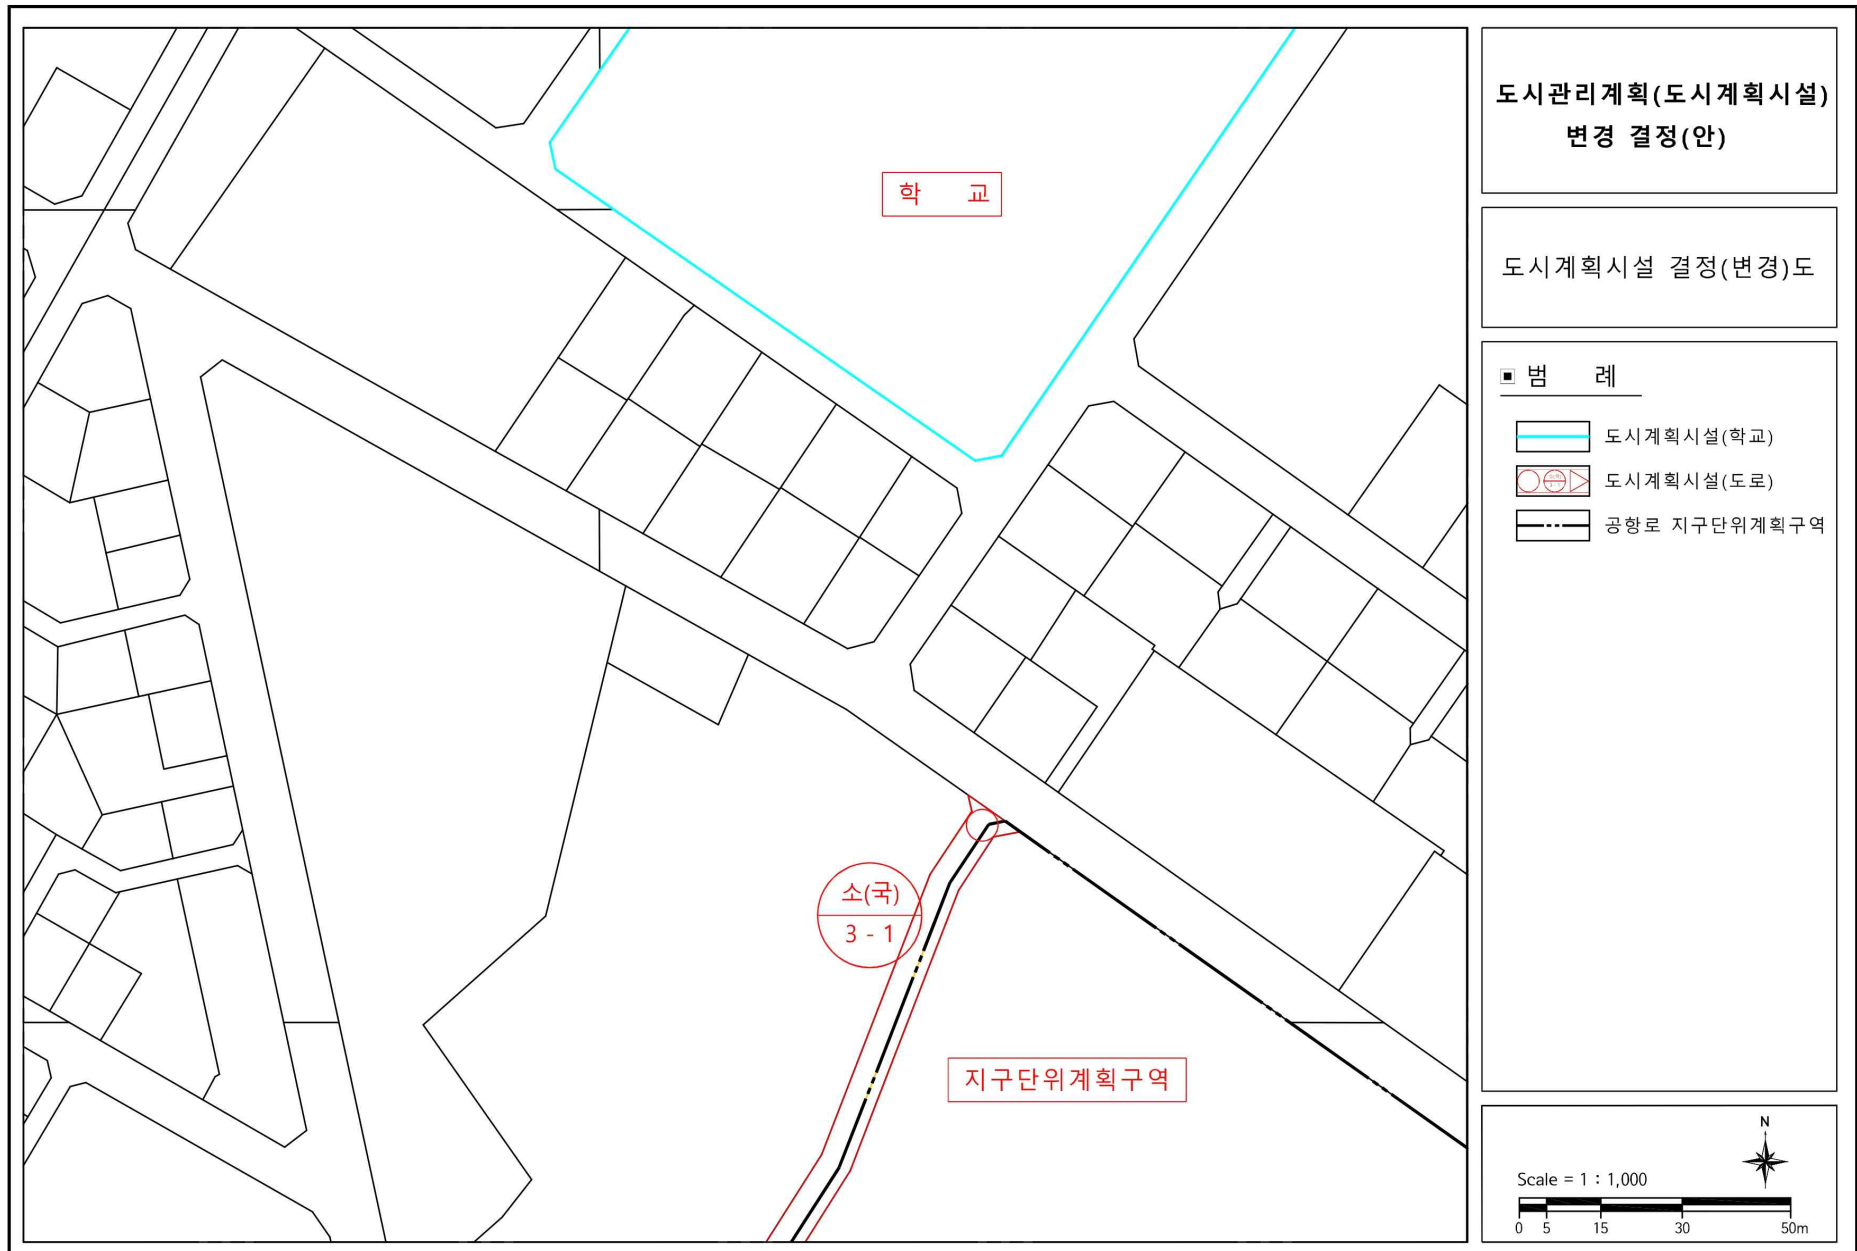 도시관리계획(도시계획시설)
변경 결정(안)
도시계획시설 결정(변경)도
범 례
도시계획시설(학교)
도시계획시설(도로)
공항로 지구단위계획구역
학 교
소(국)
3 - 1
지구단위계획구역
N
Scale = 1 : 1,000
0 5 15 30 50m